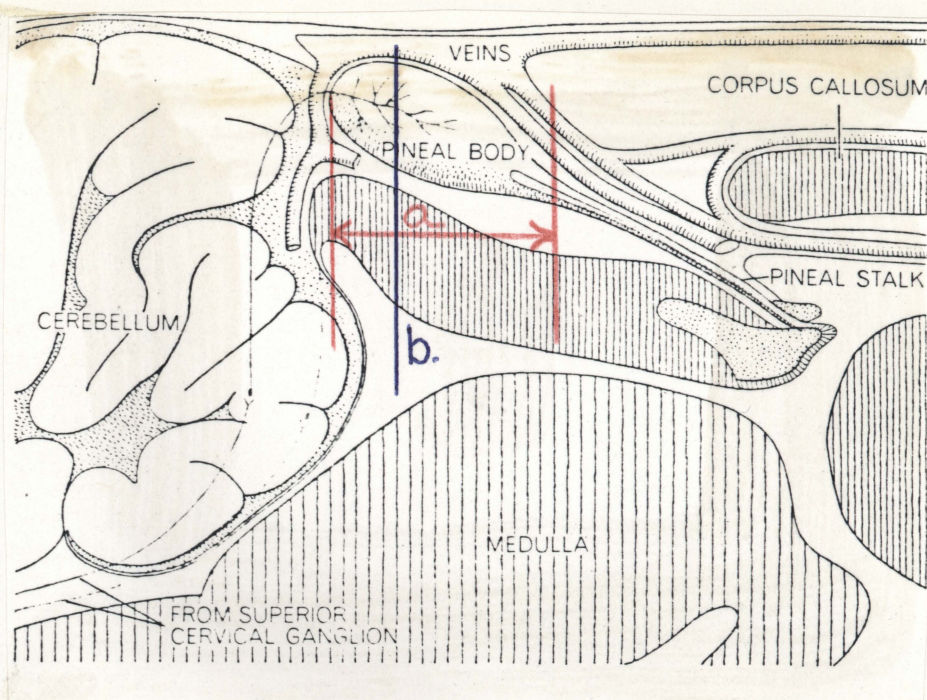 VEINS
CORPUS CALLOSUM
PINEAL BODY
a
PINEAL STALK
CEREBELLUM
b.
MEDULLA
FROM SUPERIOR
CERVICAL GANGLION